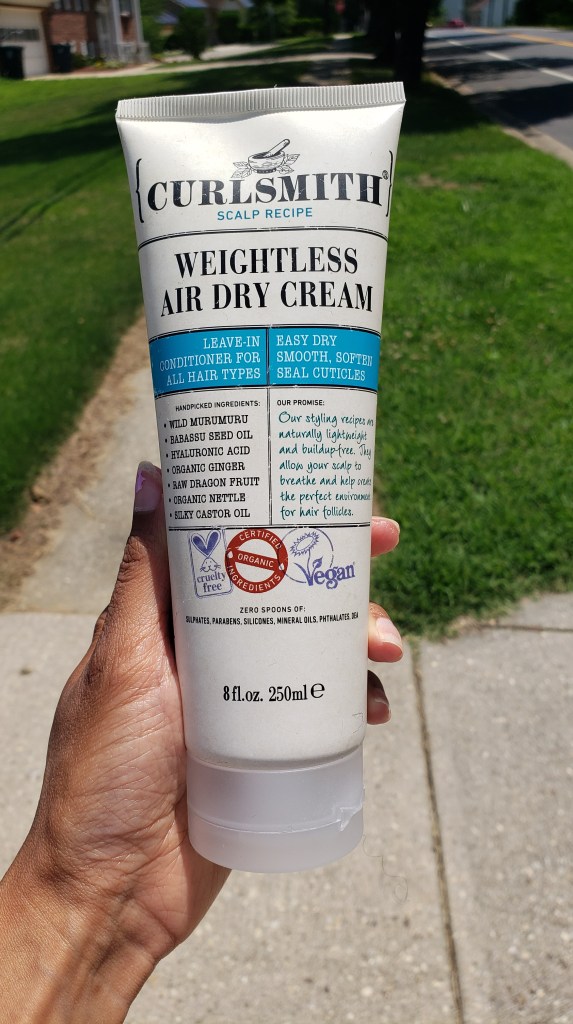 {CURLSMITH®}
SCALP RECIPE
WEIGHTLESS
AIR DRY CREAM
LEAVE-IN
CONDITIONER FOR
ALL HAIR TYPES
EASY DRY
SMOOTH, SOFTEN
SEAL CUTICLES
HANDPICKED INGREDIENTS:
• WILD MURUMURU
• BABASSU SEED OIL
• HYALURONIC ACID
• ORGANIC GINGER
• RAW DRAGON FRUIT
• ORGANIC NETTLE
• SILKY CASTOR OIL
OUR PROMISE:
Our styling recipes are
naturally lightweight
and buildup-free. They
allow your scalp to
breathe and help create
the perfect environment
for hair follicles.
cruelty
free
CERTIFIED
ORGANIC
INGREDIENTS
Vegan
ZERO SPOONS OF:
SULPHATES, PARABENS, SILICONES, MINERAL OILS, PHTHALATES, DEA
8 fl.oz. 250ml e